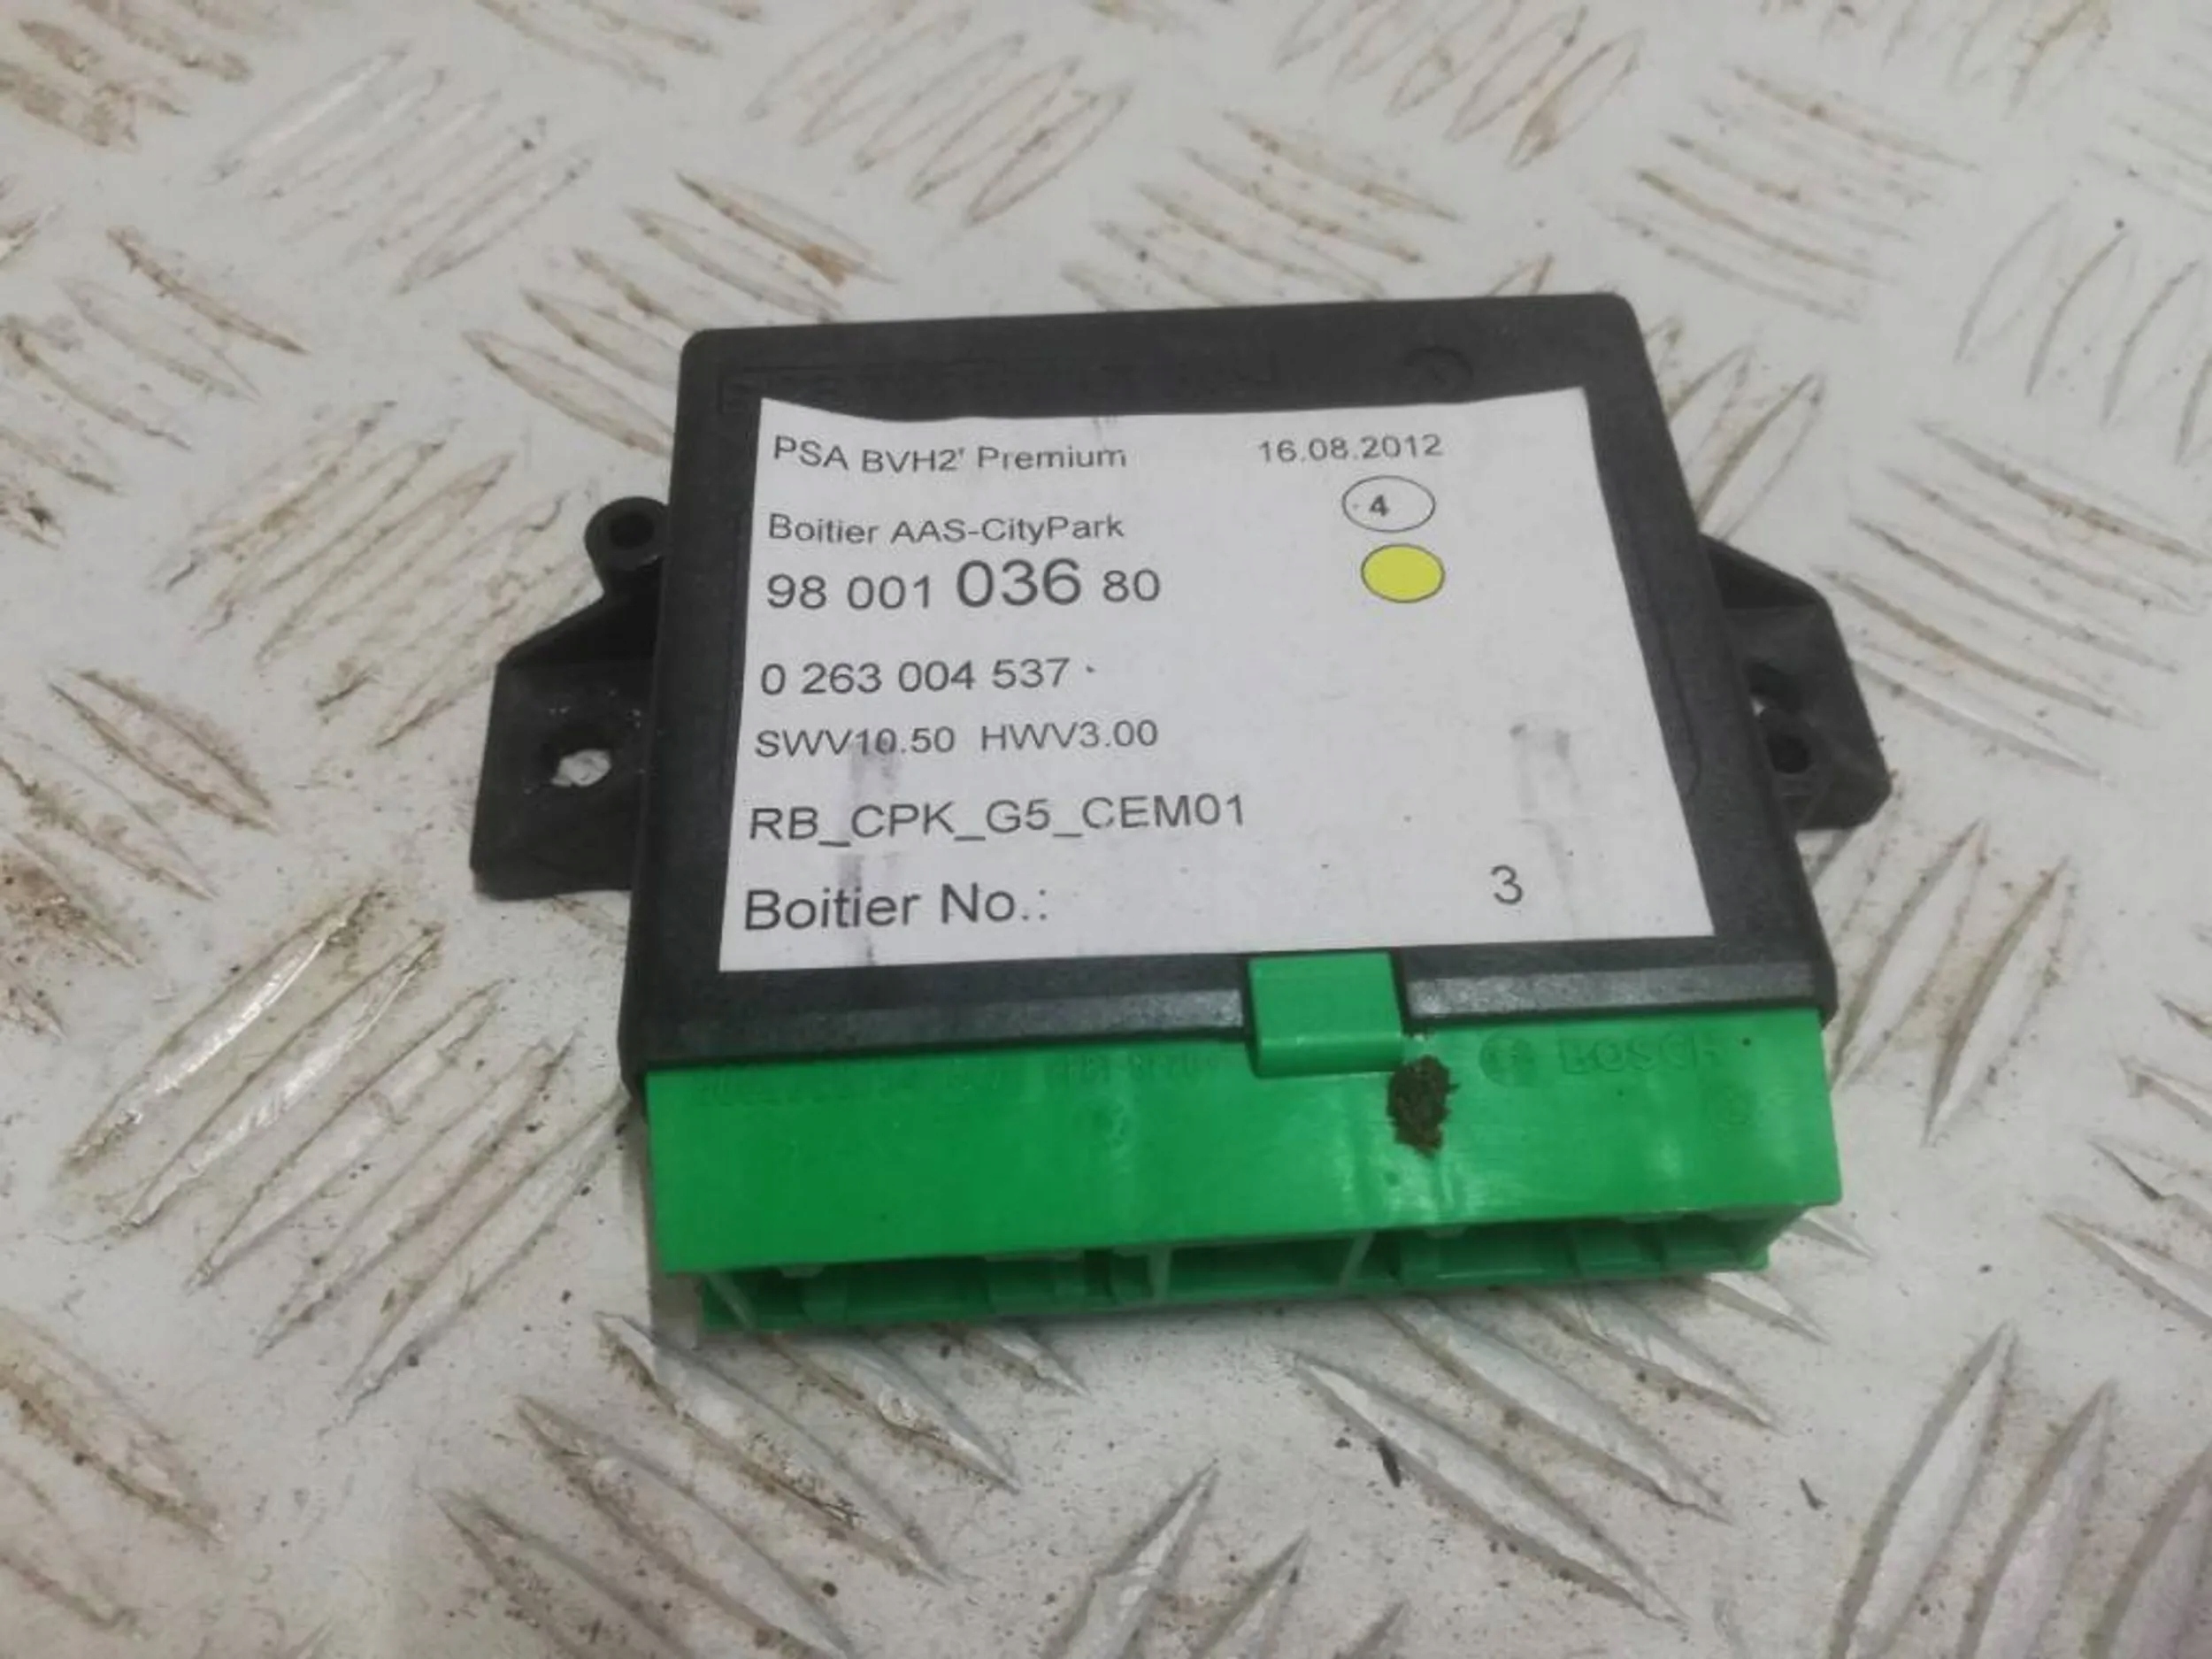 PSA BVH2' Premium 16.08.2012
4
Boitier AAS-CityPark
98 001 036 80
0 263 004 537
SWV10.50 HWV3.00
RB_CPK_G5_CEM01
Boitier No.: 3
BOSCH